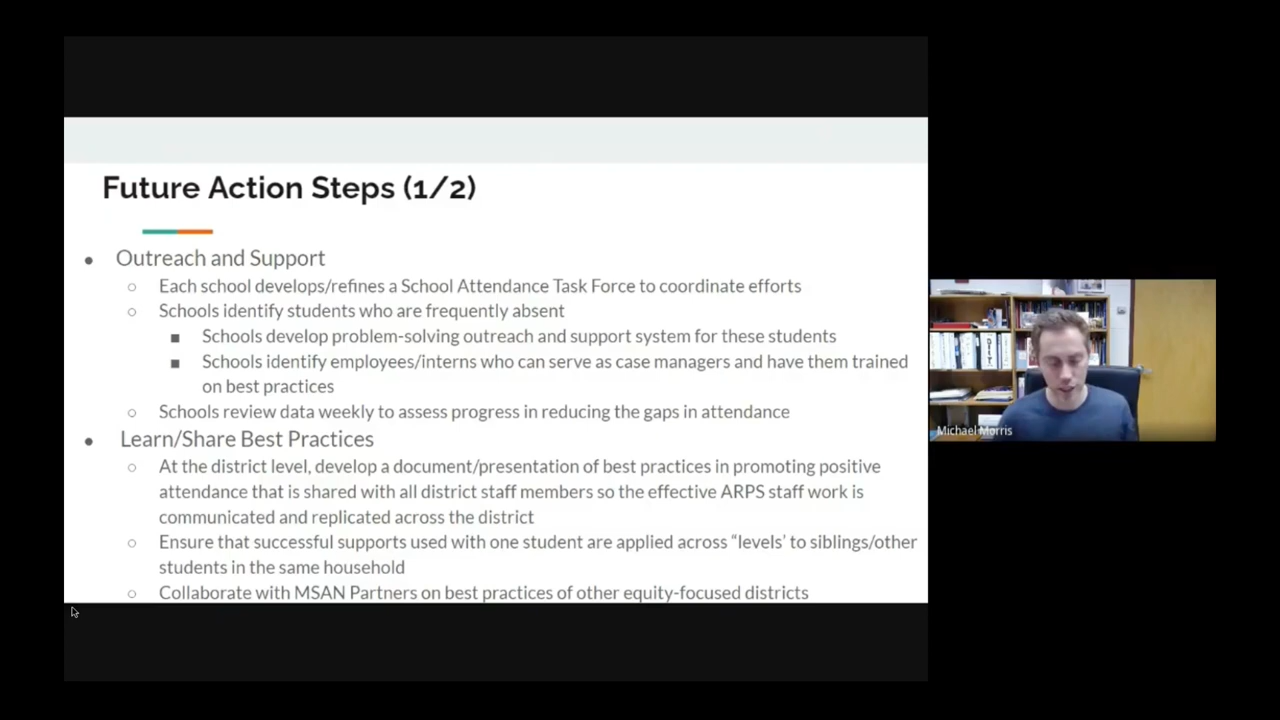 Future Action Steps (1/2)
● Outreach and Support
○ Each school develops/refines a School Attendance Task Force to coordinate efforts
○ Schools identify students who are frequently absent
■ Schools develop problem-solving outreach and support system for these students
■ Schools identify employees/interns who can serve as case managers and have them trained
on best practices
○ Schools review data weekly to assess progress in reducing the gaps in attendance
● Learn/Share Best Practices
○ At the district level, develop a document/presentation of best practices in promoting positive
attendance that is shared with all district staff members so the effective ARPS staff work is
communicated and replicated across the district
○ Ensure that successful supports used with one student are applied across “levels’ to siblings/other
students in the same household
○ Collaborate with MSAN Partners on best practices of other equity-focused districts
Michael Morris